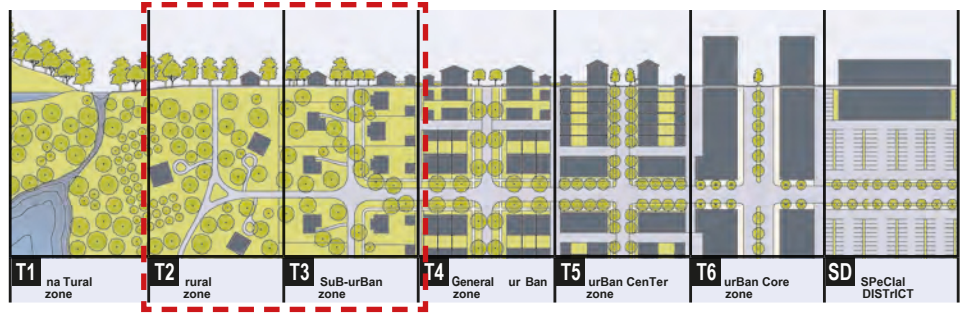 T1 na Tural
zone
T2 rural
zone
T3 SuB-urBan
zone
T4 General ur Ban
zone
T5 urBan CenTer
zone
T6 urBan Core
zone
SD SPeCIal
DISTrICT